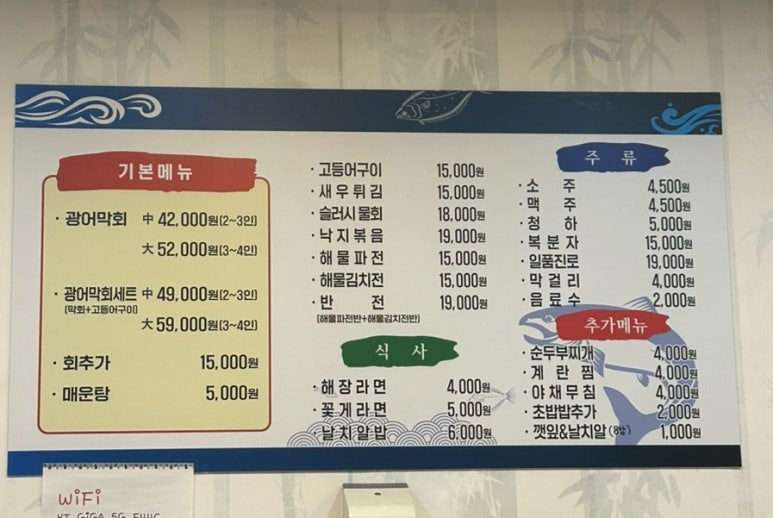 기본메뉴
· 광어막회 中 42,000원(2~3인)
大 52,000원(3~4인)
· 광어막회세트 中 49,000원(2~3인)
(막회+고등어구이)
大 59,000원(3~4인)
· 회추가 15,000원
· 매운탕 5,000원
· 고등어구이 15,000원
· 새우튀김 15,000원
· 슬러시물회 18,000원
· 낙지볶음 19,000원
· 해물파전 15,000원
· 해물김치전 15,000원
· 반 전 19,000원
(해물파전반+해물김치전반)
식 사
· 해장라면 4,000원
· 꽃게라면 5,000원
· 날치알밥 6,000원
주 류
· 소 주 4,500원
· 맥 주 4,500원
· 청 하 5,000원
· 복분자 15,000원
· 일품진로 19,000원
· 막걸리 4,000원
· 음료수 2,000원
추가메뉴
· 순두부찌개 4,000원
· 계란찜 4,000원
· 야채무침 4,000원
· 초밥밥추가 2,000원
· 깻잎&날치알 1,000원
WiFi
KT GiGA 5G